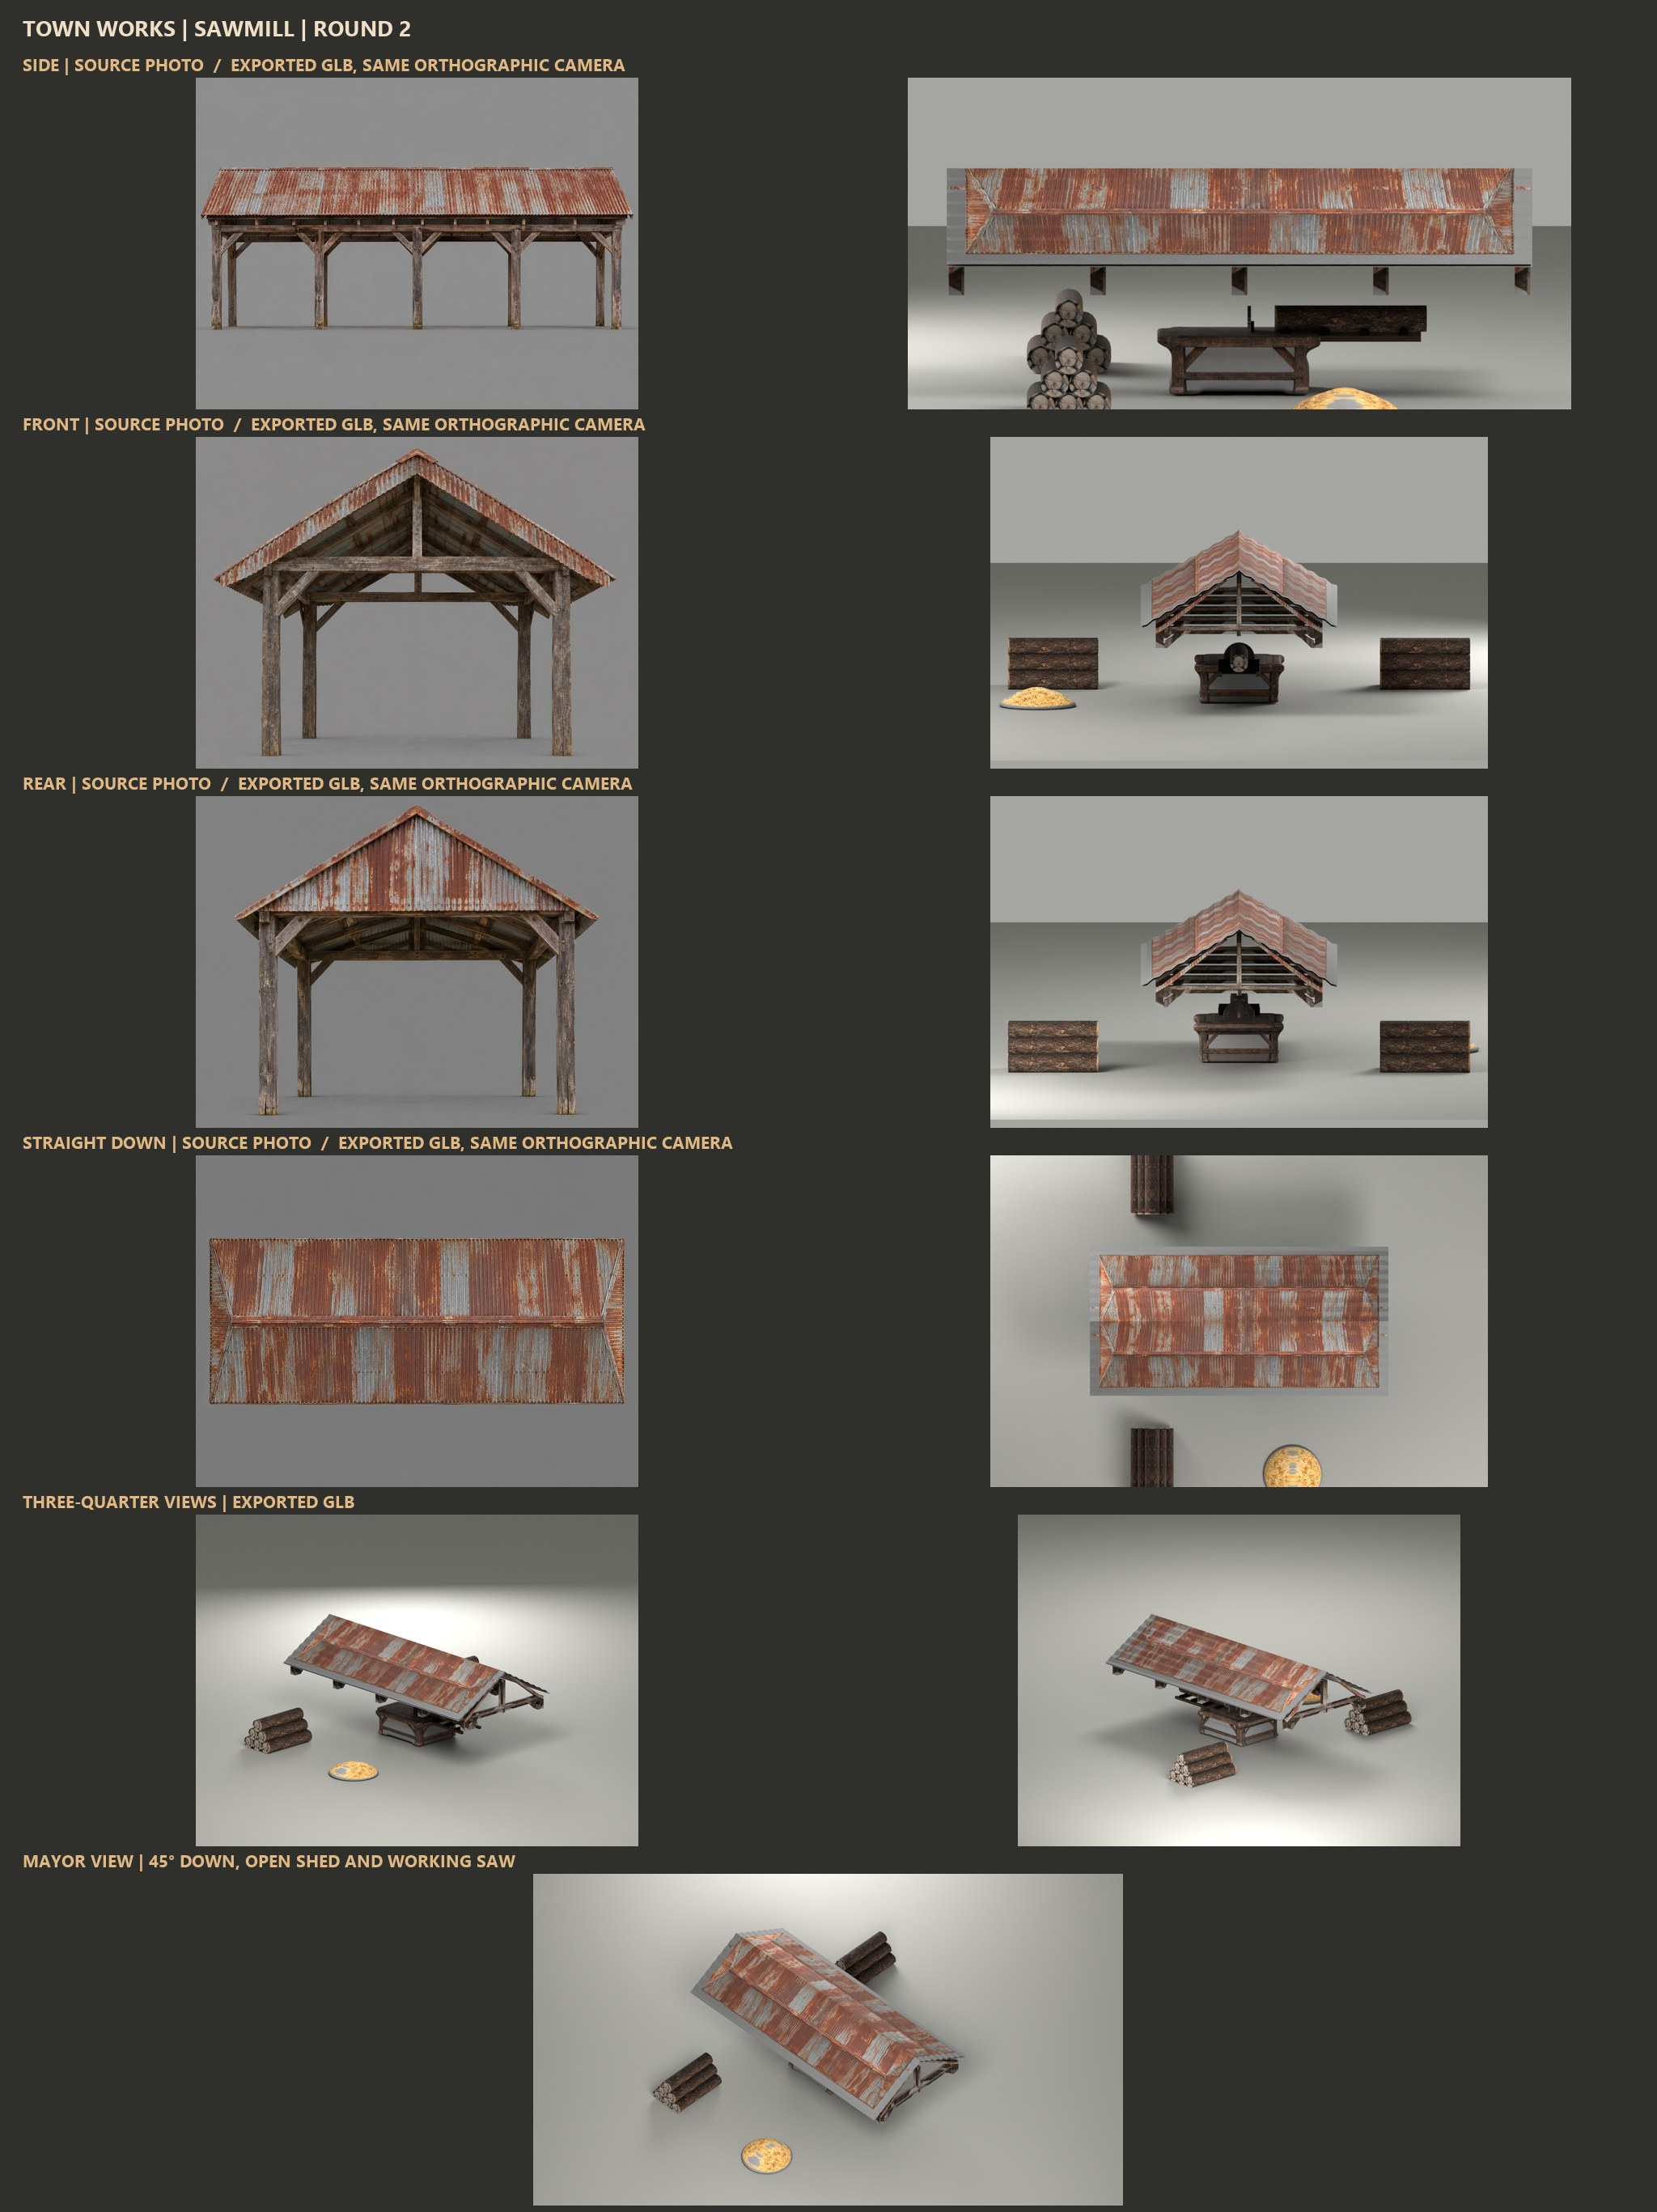 TOWN WORKS | SAWMILL | ROUND 2
SIDE | SOURCE PHOTO / EXPORTED GLB, SAME ORTHOGRAPHIC CAMERA
FRONT | SOURCE PHOTO / EXPORTED GLB, SAME ORTHOGRAPHIC CAMERA
REAR | SOURCE PHOTO / EXPORTED GLB, SAME ORTHOGRAPHIC CAMERA
STRAIGHT DOWN | SOURCE PHOTO / EXPORTED GLB, SAME ORTHOGRAPHIC CAMERA
THREE-QUARTER VIEWS | EXPORTED GLB
MAYOR VIEW | 45° DOWN, OPEN SHED AND WORKING SAW